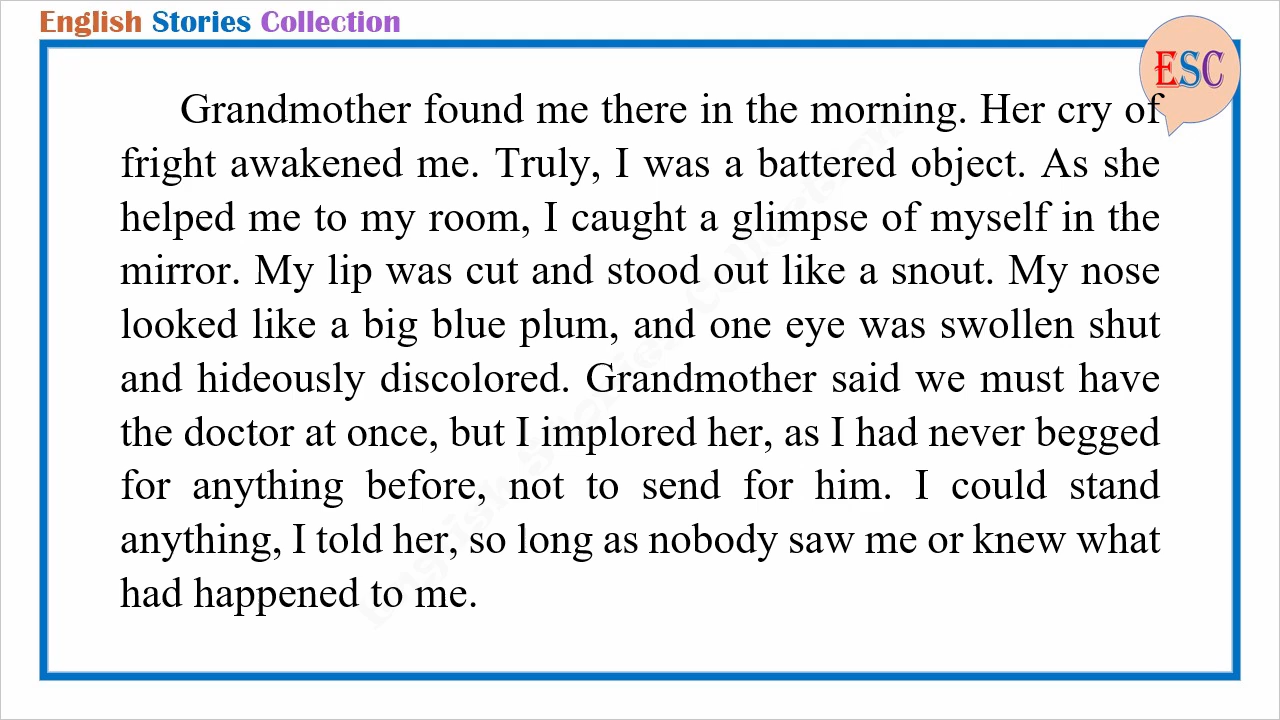 English Stories Collection
ESC
Grandmother found me there in the morning. Her cry of
fright awakened me. Truly, I was a battered object. As she
helped me to my room, I caught a glimpse of myself in the
mirror. My lip was cut and stood out like a snout. My nose
looked like a big blue plum, and one eye was swollen shut
and hideously discolored. Grandmother said we must have
the doctor at once, but I implored her, as I had never begged
for anything before, not to send for him. I could stand
anything, I told her, so long as nobody saw me or knew what
had happened to me.
English Stories Collection